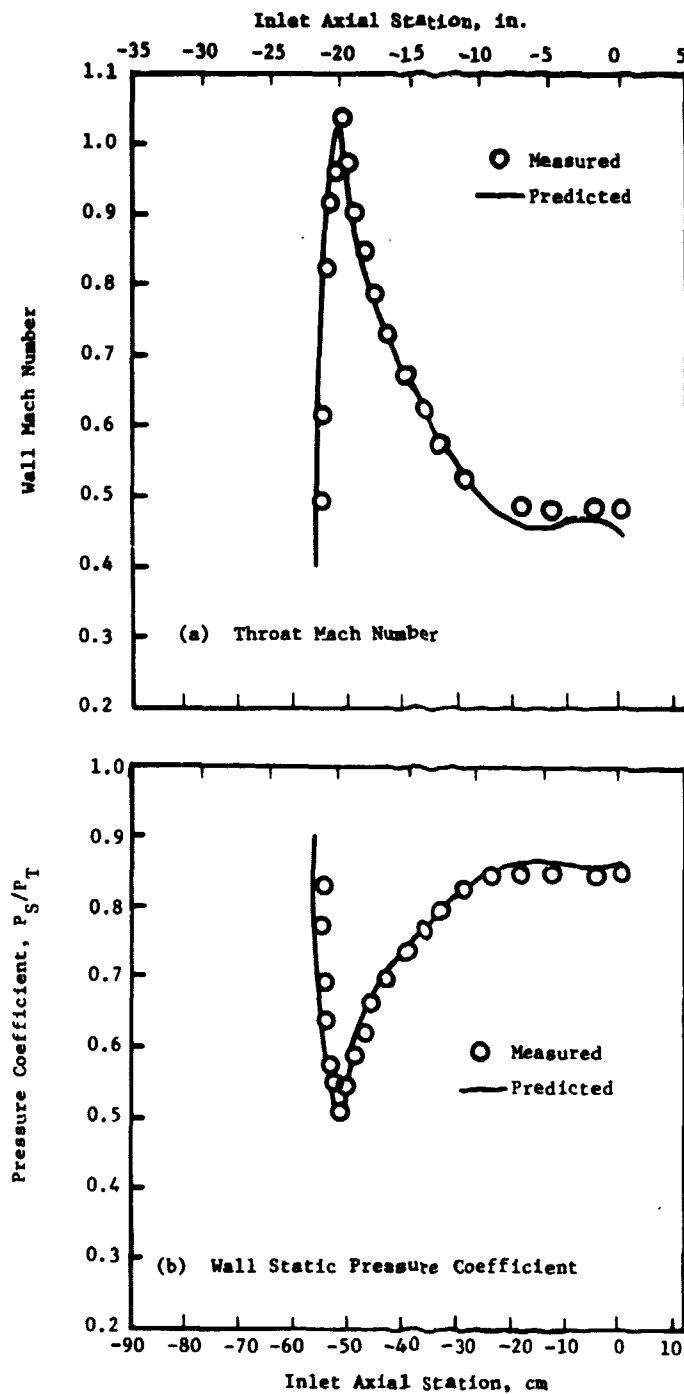 Inlet Axial Station, in.
-35 -25 -20 -15 -10 -5 0 5
1.1
1.0
0.9
0.8
0.7
0.6
0.5
0.4
0.3
0.2
Wall Mach Number
Measured
Predicted
(a) Throat Mach Number
1.0
0.9
0.8
0.7
0.6
0.5
0.4
0.3
0.2
Pressure Coefficient, PS/PT
Measured
Predicted
(b) Wall Static Pressure Coefficient
-90 -80 -70 -60 -50 -40 -30 -20 -10 0 10
Inlet Axial Station, cm